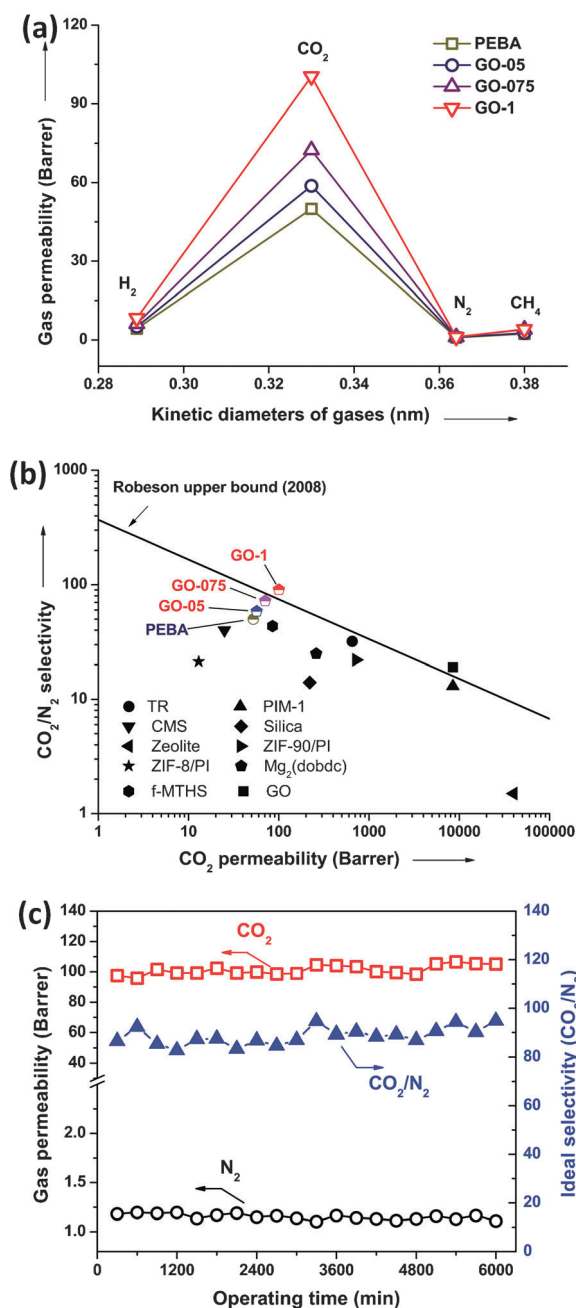 (a)
120
90
60
30
0
Gas permeability (Barrer)
CO2
H2
N2
CH4
PEBA
GO-05
GO-075
GO-1
0.28 0.30 0.32 0.34 0.36 0.38
Kinetic diameters of gases (nm)
(b)
1000
100
10
1
CO2/N2 selectivity
Robeson upper bound (2008)
GO-1
GO-075
GO-05
PEBA
TR PIM-1
CMS Silica
Zeolite ZIF-90/PI
ZIF-8/PI Mg2(dobdc)
f-MTHS GO
1 10 100 1000 10000 100000
CO2 permeability (Barrer)
(c)
140
120
100
80
60
40
2.0
1.5
1.0
Gas permeability (Barrer)
CO2
CO2/N2
N2
140
120
100
80
60
40
20
0
Ideal selectivity (CO2/N2)
0 1200 2400 3600 4800 6000
Operating time (min)